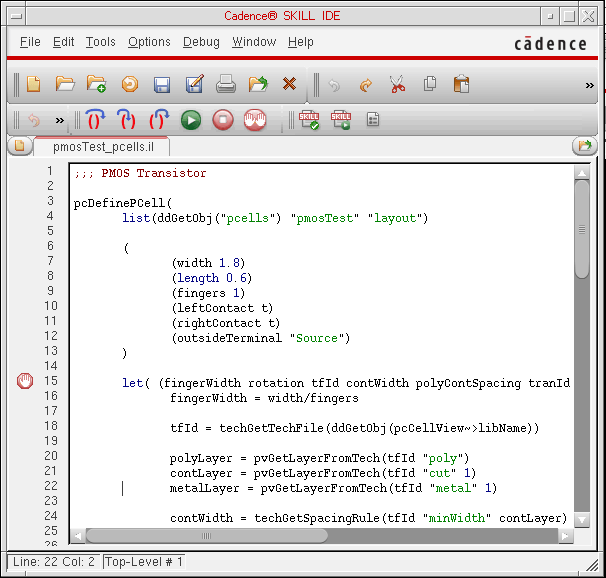 Cadence® SKILL IDE
File Edit Tools Options Debug Window Help
cādence
»
» SKILL SKILL
pmosTest_pcells.il
1 ;;; PMOS Transistor
2
3 pcDefinePCell(
4 list(ddGetObj("pcells") "pmosTest" "layout")
5
6 (
7 (width 1.8)
8 (length 0.6)
9 (fingers 1)
10 (leftContact t)
11 (rightContact t)
12 (outsideTerminal "Source")
13 )
14
15 let( (fingerWidth rotation tfId contWidth polyContSpacing tranId
16 fingerWidth = width/fingers
17
18 tfId = techGetTechFile(ddGetObj(pcCellView~>libName))
19
20 polyLayer = pvGetLayerFromTech(tfId "poly")
21 contLayer = pvGetLayerFromTech(tfId "cut" 1)
22 metalLayer = pvGetLayerFromTech(tfId "metal" 1)
23
24 contWidth = techGetSpacingRule(tfId "minWidth" contLayer)
25
26
Line: 22 Col: 2 Top-Level # 1